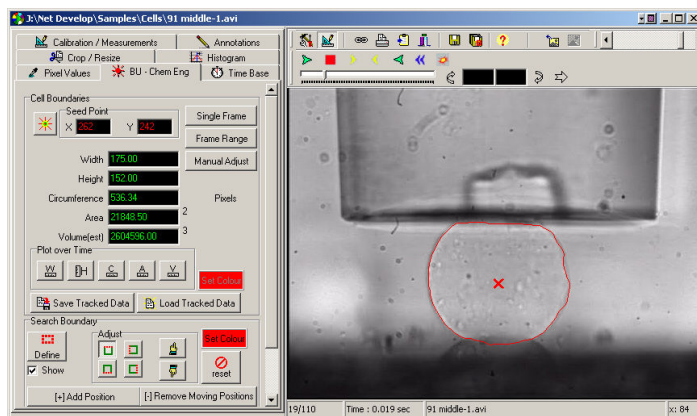 J:\Net Develop\Samples\Cells\91 middle-1.avi
Calibration / Measurements
Annotations
Crop / Resize
Histogram
Pixel Values
BU - Chem Eng
Time Base
Cell Boundaries
Seed Point
X 262 Y 242
Single Frame
Frame Range
Manual Adjust
Width 175.00
Height 152.00
Circumference 536.34 Pixels
Area 21848.50 2
Volume(est) 2604596.00 3
Plot over Time
W H C A V
Set Colour
Save Tracked Data
Load Tracked Data
Search Boundary
Adjust
Set Colour
Define
Show
reset
[+] Add Position
[-] Remove Moving Positions
19/110 Time : 0.019 sec 91 middle-1.avi x: 84